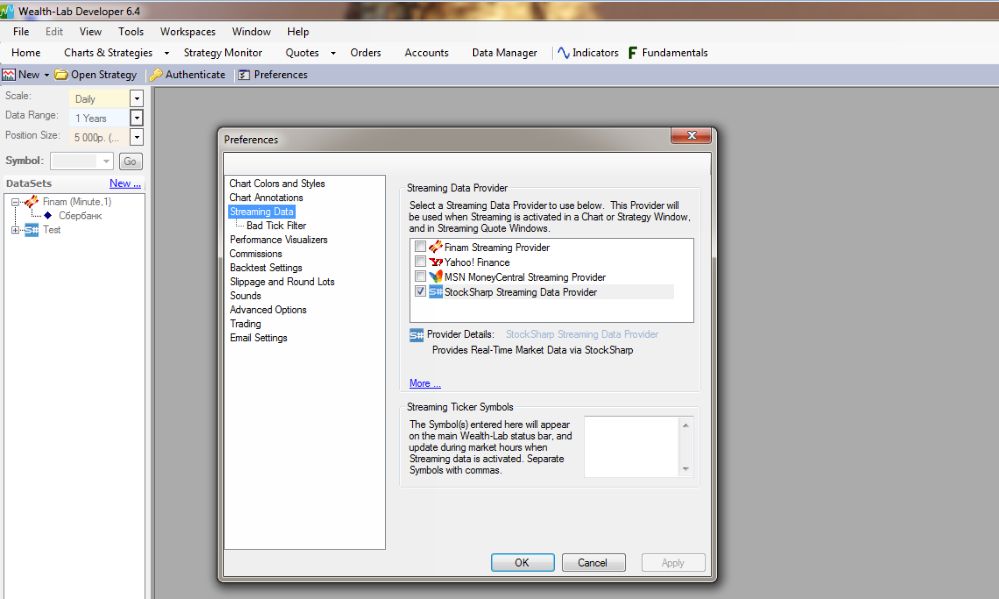 Wealth-Lab Developer 6.4
File Edit View Tools Workspaces Window Help
Home Charts & Strategies Strategy Monitor Quotes Orders Accounts Data Manager Indicators Fundamentals
New Open Strategy Authenticate Preferences
Scale: Daily
Data Range: 1 Years
Position Size: 5 000р. (...
Symbol: Go
DataSets New ...
Finam (Minute.1)
Сбербанк
Test
Preferences
Chart Colors and Styles
Chart Annotations
Streaming Data
Bad Tick Filter
Performance Visualizers
Commissions
Backtest Settings
Slippage and Round Lots
Sounds
Advanced Options
Trading
Email Settings
Streaming Data Provider
Select a Streaming Data Provider to use below. This Provider will
be used when Streaming is activated in a Chart or Strategy Window,
and in Streaming Quote Windows.
Finam Streaming Provider
Yahoo! Finance
MSN MoneyCentral Streaming Provider
S# StockSharp Streaming Data Provider
S# Provider Details: StockSharp Streaming Data Provider
Provides Real-Time Market Data via StockSharp
More ...
Streaming Ticker Symbols
The Symbol(s) entered here will appear
on the main Wealth-Lab status bar, and
update during market hours when
Streaming data is activated. Separate
Symbols with commas.
OK Cancel Apply